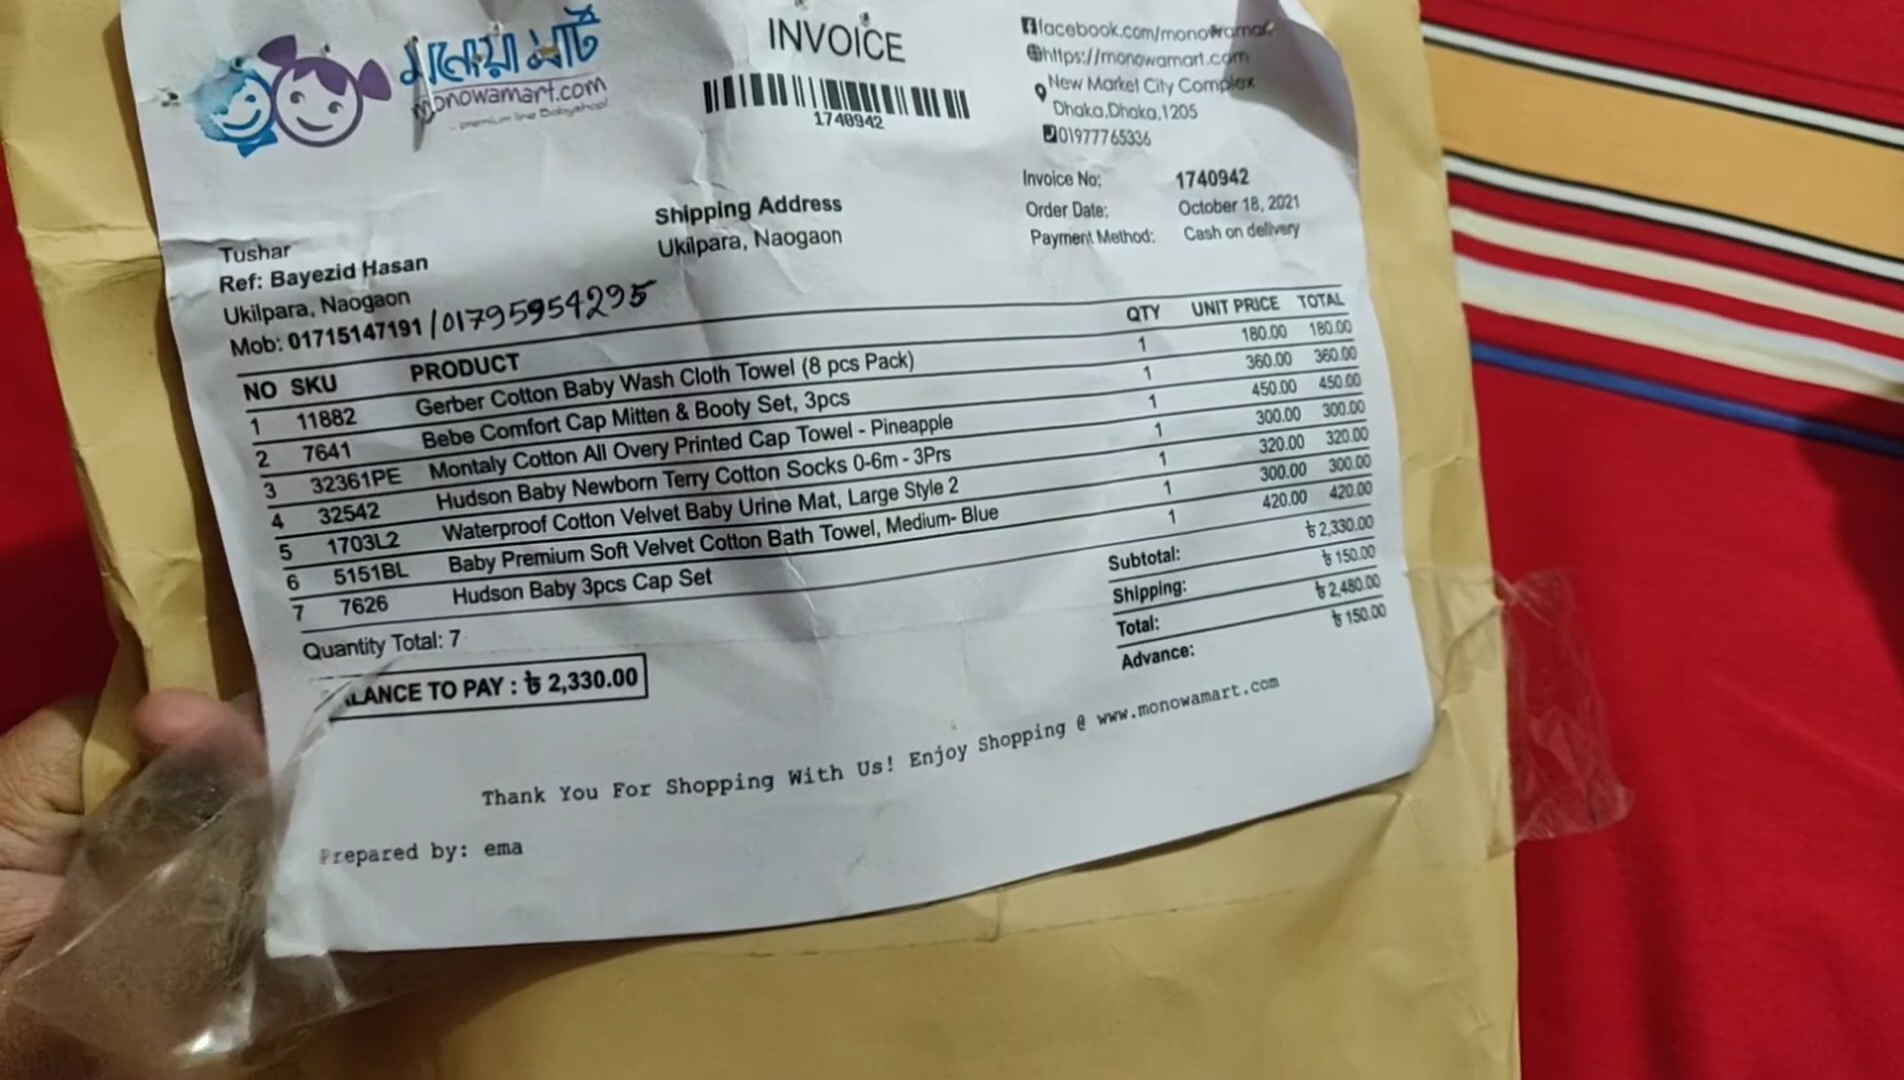 মনোয়া মার্ট
monowamart.com
... premium line Babyshop!
INVOICE
1740942
facebook.com/monowamart
https://monowamart.com
New Market City Complex
Dhaka,Dhaka,1205
01977765336
Invoice No: 1740942
Order Date: October 18, 2021
Payment Method: Cash on delivery
Shipping Address
Ukilpara, Naogaon
Tushar
Ref: Bayezid Hasan
Ukilpara, Naogaon
Mob: 01715147191 /01795954295
NO SKU PRODUCT QTY UNIT PRICE TOTAL
1 11882 Gerber Cotton Baby Wash Cloth Towel (8 pcs Pack) 1 180.00 180.00
2 7641 Bebe Comfort Cap Mitten & Booty Set, 3pcs 1 360.00 360.00
3 32361PE Montaly Cotton All Overy Printed Cap Towel - Pineapple 1 450.00 450.00
4 32542 Hudson Baby Newborn Terry Cotton Socks 0-6m - 3Prs 1 300.00 300.00
5 1703L2 Waterproof Cotton Velvet Baby Urine Mat, Large Style 2 1 320.00 320.00
6 5151BL Baby Premium Soft Velvet Cotton Bath Towel, Medium- Blue 1 300.00 300.00
7 7626 Hudson Baby 3pcs Cap Set 1 420.00 420.00
Quantity Total: 7
Subtotal: ৳ 2,330.00
Shipping: ৳ 150.00
Total: ৳ 2,480.00
Advance: ৳ 150.00
LANCE TO PAY : ৳ 2,330.00
Thank You For Shopping With Us! Enjoy Shopping @ www.monowamart.com
Prepared by: ema